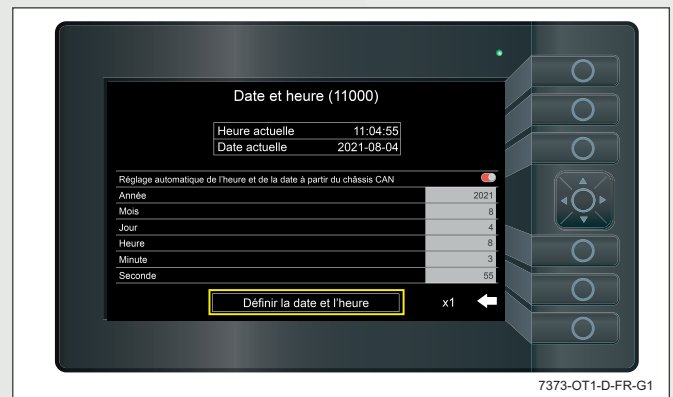 Date et heure (11000)
Heure actuelle 11:04:55
Date actuelle 2021-08-04
Réglage automatique de l'heure et de la date à partir du châssis CAN
Année 2021
Mois 8
Jour 4
Heure 8
Minute 3
Seconde 55
Définir la date et l'heure x1
7373-OT1-D-FR-G1